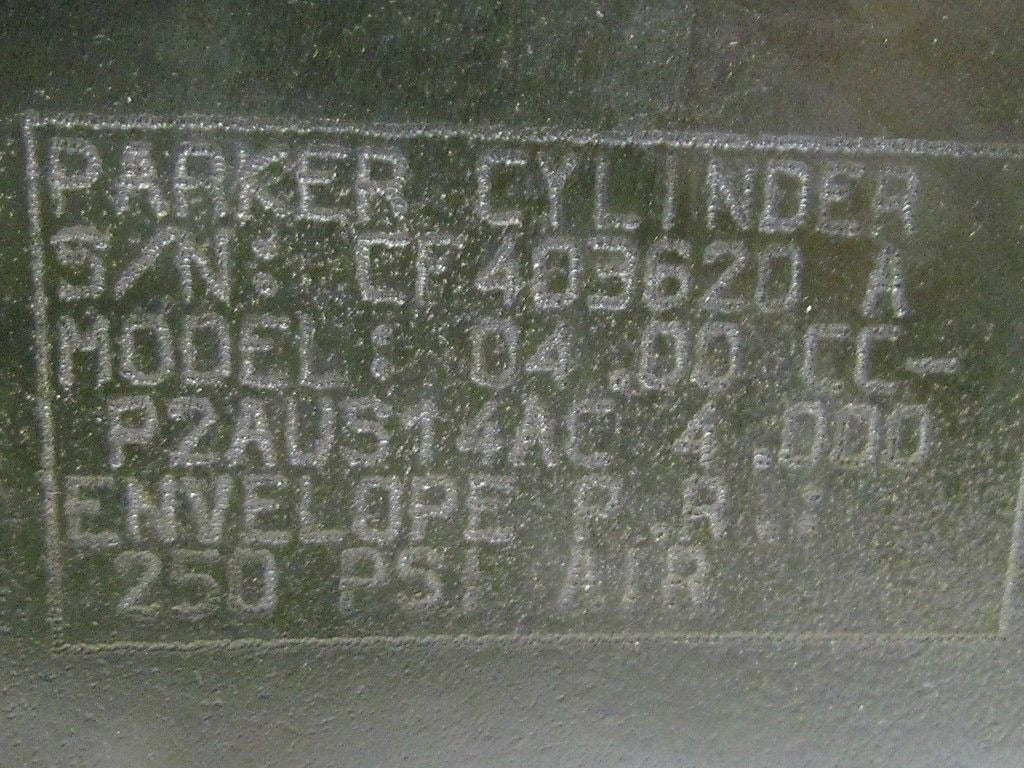 PARKER CYLINDER
S/N: CF403620 A
MODEL: 04.00 CC-
P2AUS14AC 4.000
ENVELOPE P.R.:
250 PSI AIR